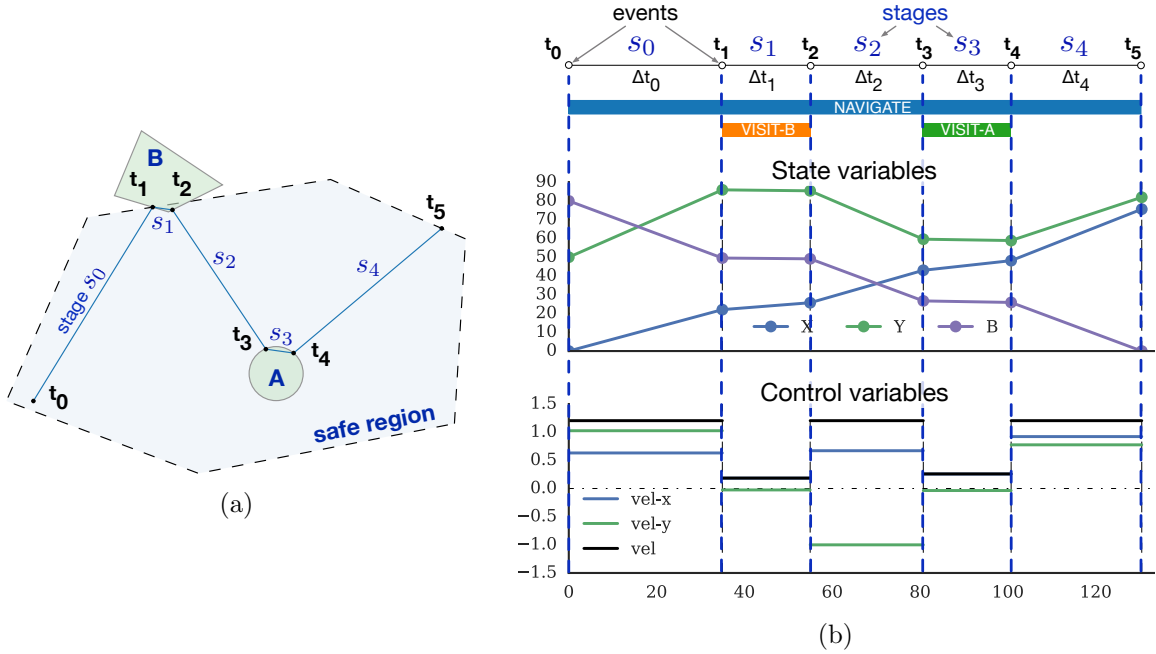 B
t1
t2
s1
t5
s2
s4
stage s0
t3
s3
t4
A
t0
safe region
(a)
events
stages
t0
s0
t1
s1
t2
s2
t3
s3
t4
s4
t5
Δt0
Δt1
Δt2
Δt3
Δt4
NAVIGATE
VISIT-B
VISIT-A
State variables
90
80
70
60
50
40
30
20
10
0
X
Y
B
Control variables
1.5
1.0
0.5
0.0
−0.5
−1.0
−1.5
vel-x
vel-y
vel
0
20
40
60
80
100
120
(b)